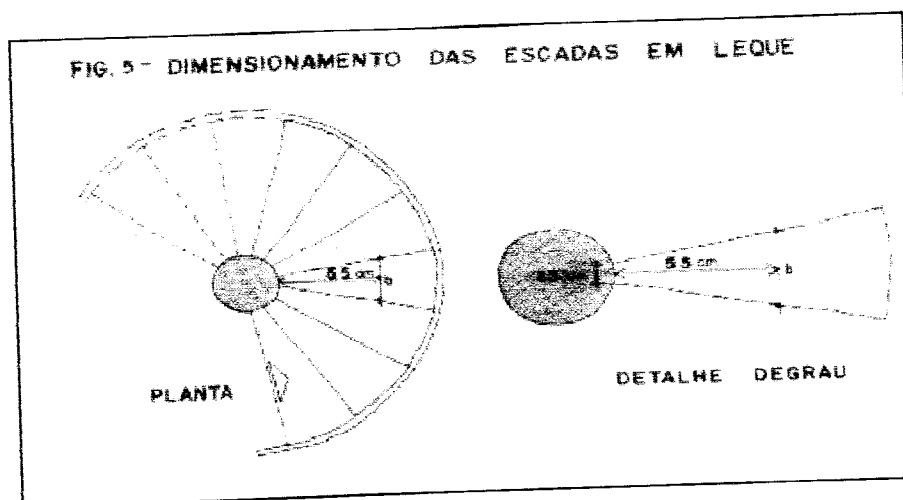 FIG. 5 - DIMENSIONAMENTO DAS ESCADAS EM LEQUE
55 cm
b
PLANTA
55 cm
b
DETALHE DEGRAU